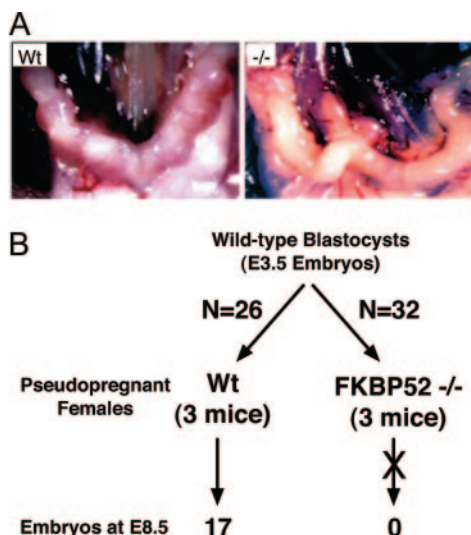 A
Wt
-/-
B
Wild-type Blastocysts
(E3.5 Embryos)
N=26
N=32
Pseudopregnant
Females
Wt
(3 mice)
FKBP52 -/-
(3 mice)
X
Embryos at E8.5
17
0